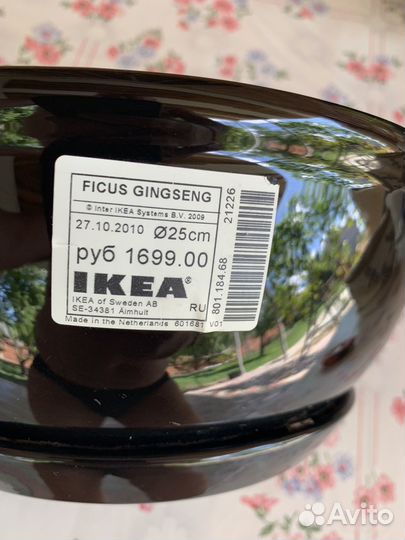 FICUS GINGSENG
© Inter IKEA Systems B.V. 2009
27.10.2010 Ø25cm
руб 1699.00
IKEA®
IKEA of Sweden AB
SE-34381 Älmhult
RU
Made in the Netherlands 601681 V01
801.184.68
21226
Avito